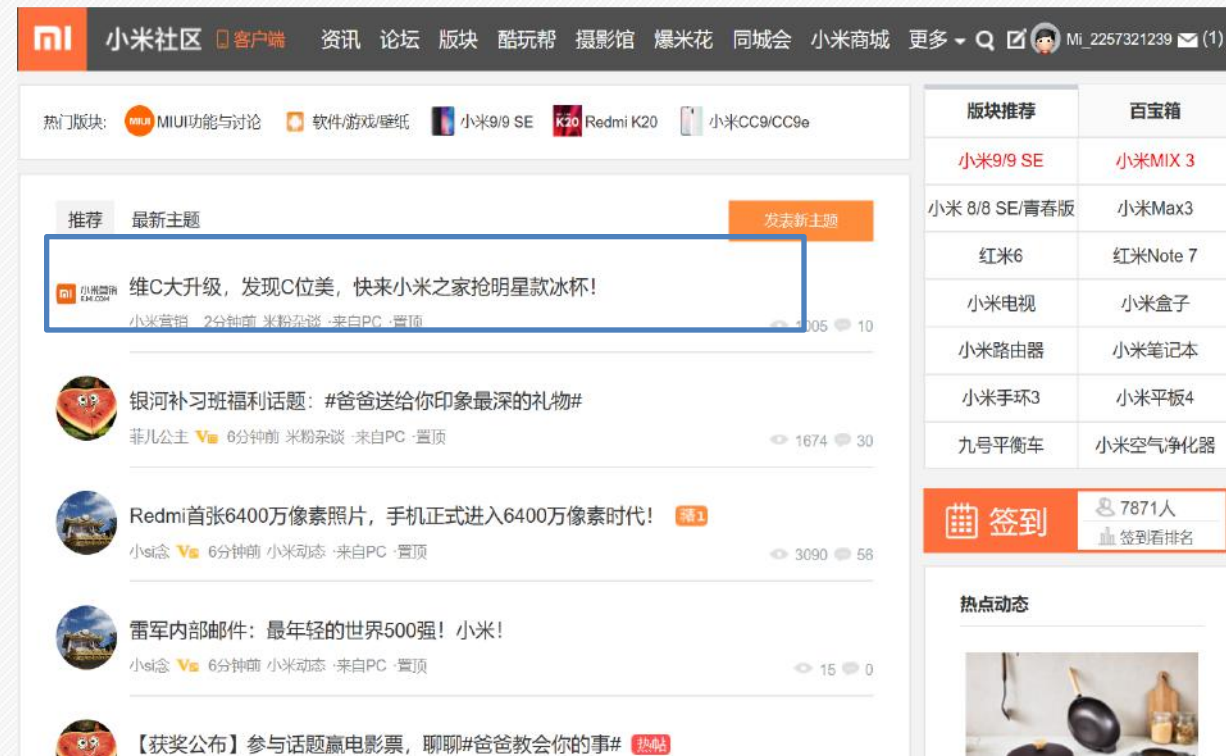 小米社区 客户端 资讯 论坛 版块 酷玩帮 摄影馆 爆米花 同城会 小米商城 更多 Mi_2257321239 (1)
热门版块: MIUI MIUI功能与讨论 软件/游戏/壁纸 小米9/9 SE K20 Redmi K20 小米CC9/CC9e
推荐 最新主题 发表新主题
维C大升级，发现C位美，快来小米之家抢明星款冰杯！
小米营销 2分钟前 米粉杂谈 ·来自PC ·置顶 1005 10
银河补习班福利话题：#爸爸送给你印象最深的礼物#
菲儿公主 6分钟前 米粉杂谈 ·来自PC ·置顶 1674 30
Redmi首张6400万像素照片，手机正式进入6400万像素时代！
小si念 6分钟前 小米动态 ·来自PC ·置顶 3090 56
雷军内部邮件：最年轻的世界500强！小米！
小si念 6分钟前 小米动态 ·来自PC ·置顶 15 0
【获奖公布】参与话题赢电影票，聊聊#爸爸教会你的事# 热帖
版块推荐 百宝箱
小米9/9 SE 小米MIX 3
小米 8/8 SE/青春版 小米Max3
红米6 红米Note 7
小米电视 小米盒子
小米路由器 小米笔记本
小米手环3 小米平板4
九号平衡车 小米空气净化器
签到 7871人
签到看排名
热点动态